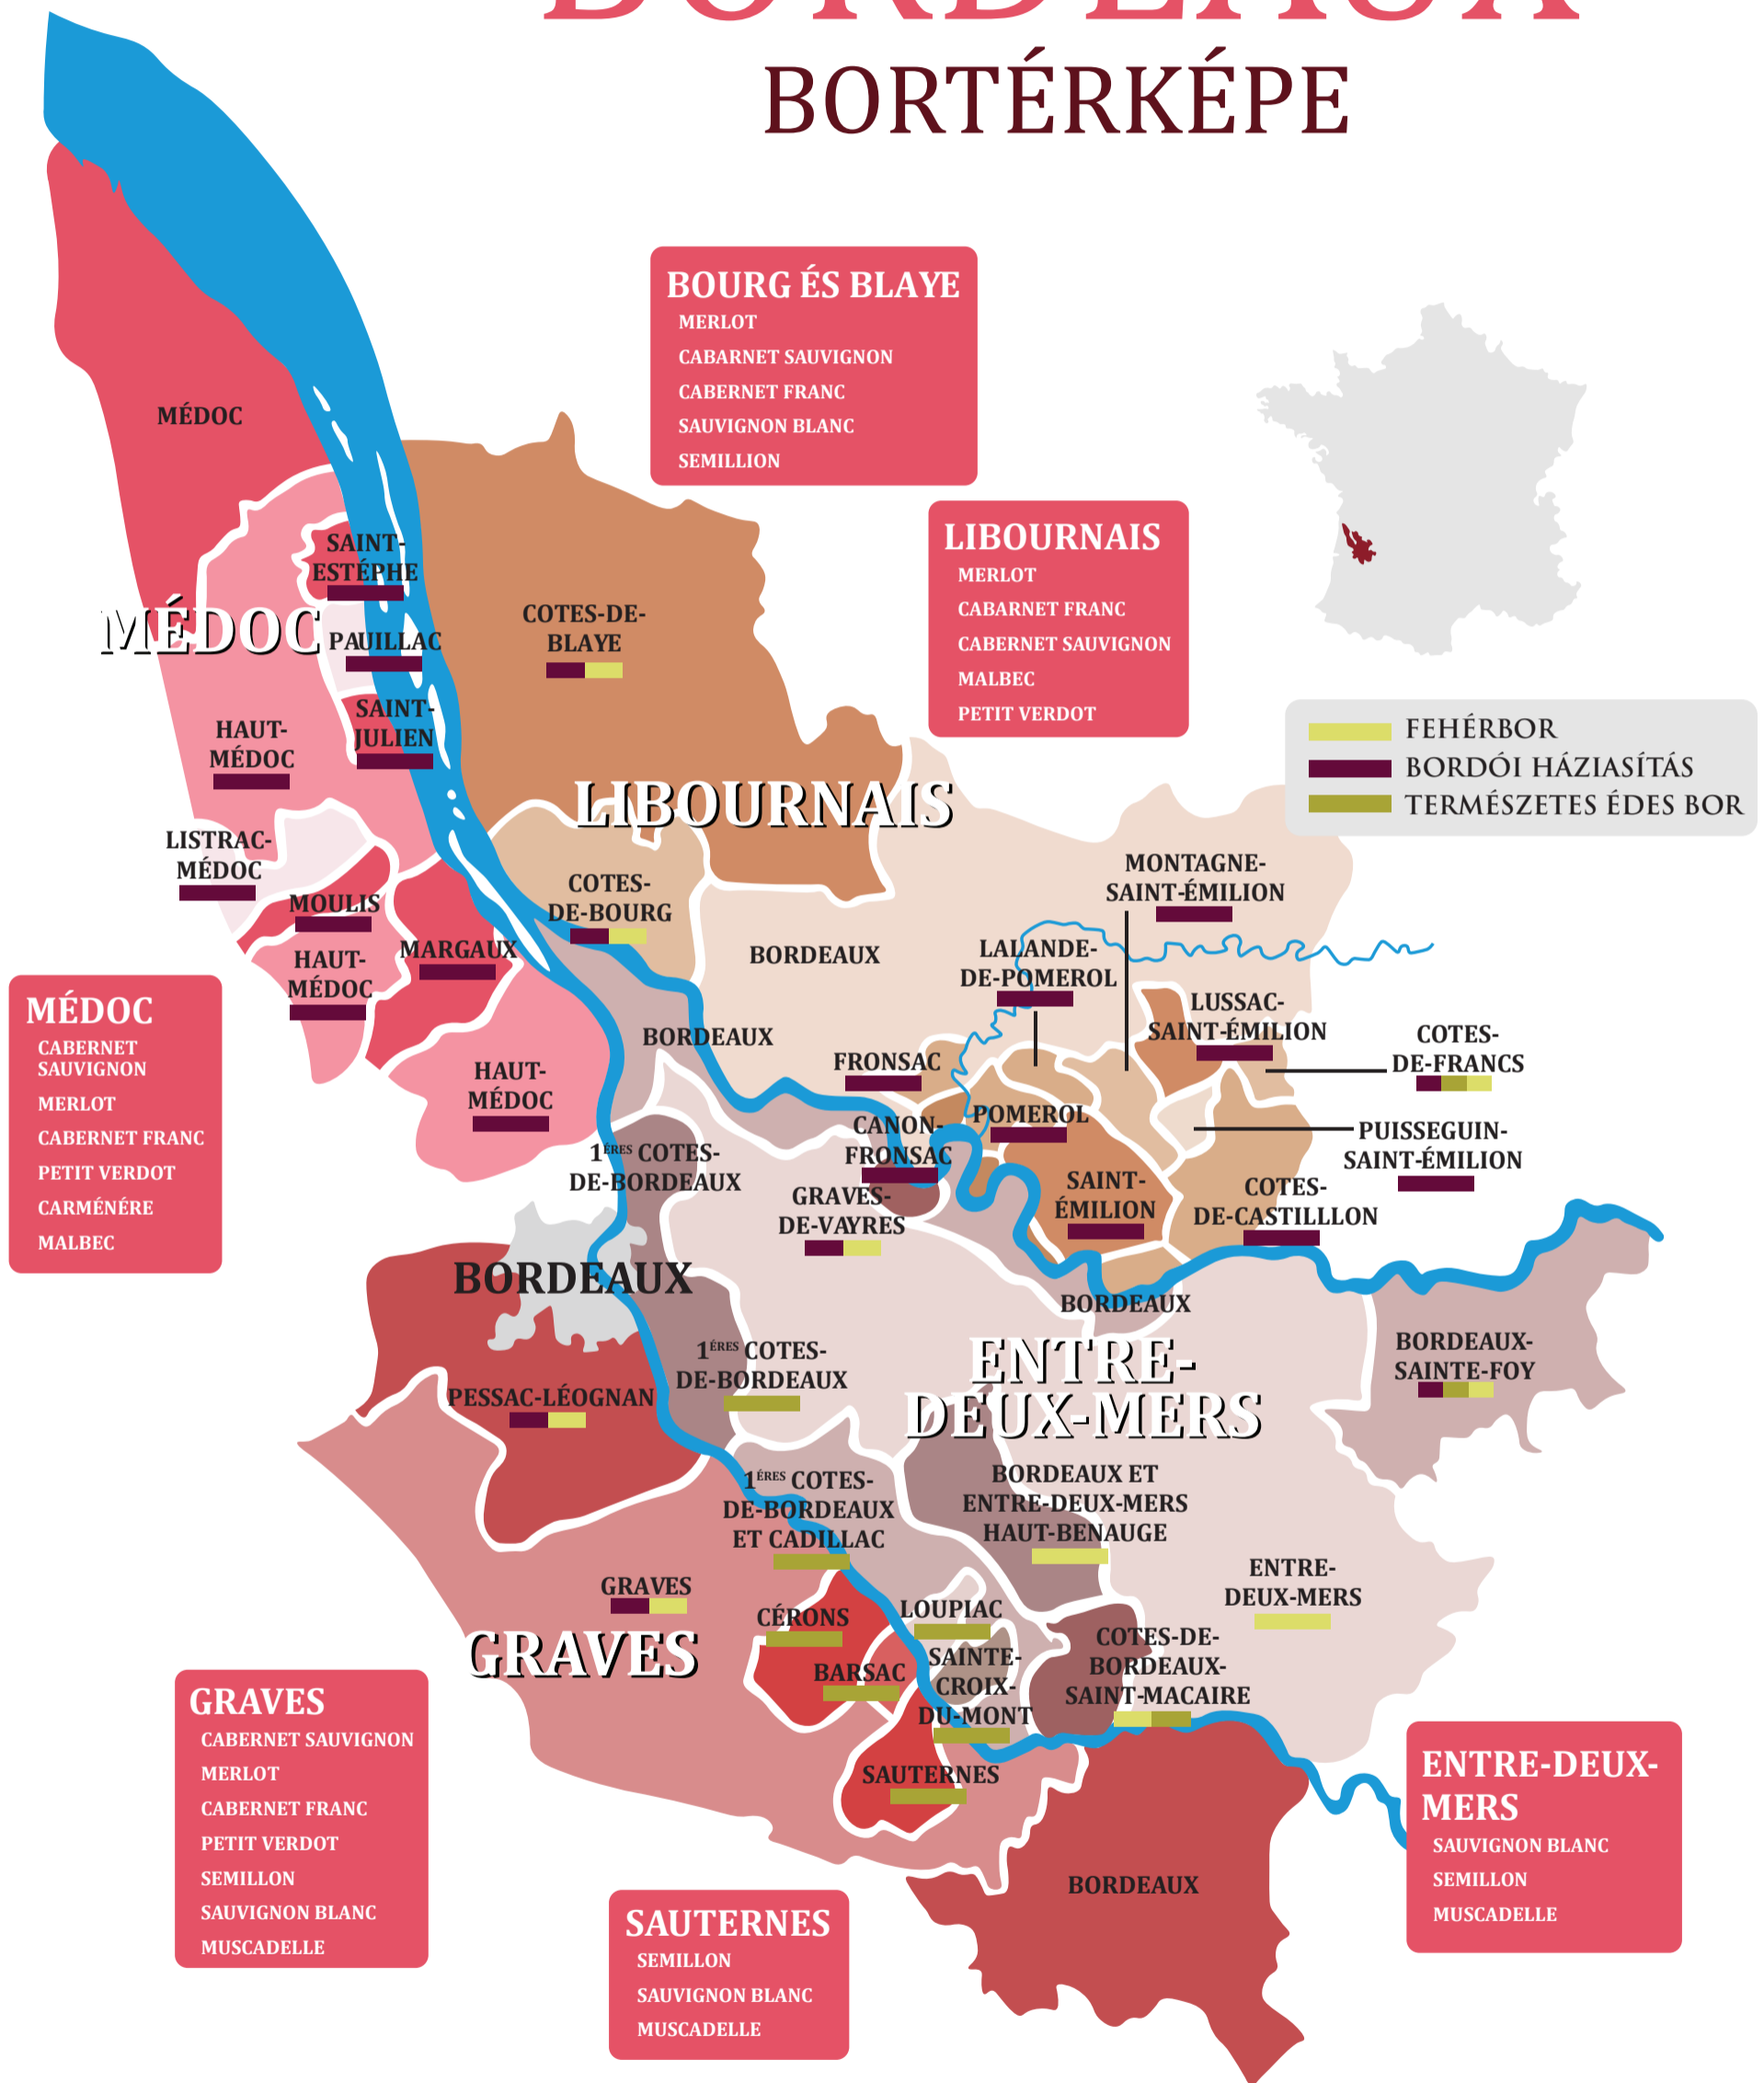 BORDEAUX
BORTÉRKÉPE
BOURG ÉS BLAYE
MERLOT
CABARNET SAUVIGNON
CABERNET FRANC
SAUVIGNON BLANC
SEMILLION
LIBOURNAIS
MERLOT
CABARNET FRANC
CABERNET SAUVIGNON
MALBEC
PETIT VERDOT
FEHÉRBOR
BORDÓI HÁZIASÍTÁS
TERMÉSZETES ÉDES BOR
MÉDOC
SAINT-
ESTÉPHE
MÉDOC
PAUILLAC
SAINT-
JULIEN
HAUT-
MÉDOC
LISTRAC-
MÉDOC
MOULIS
HAUT-
MÉDOC
MARGAUX
HAUT-
MÉDOC
COTES-DE-
BLAYE
LIBOURNAIS
COTES-
DE-BOURG
BORDEAUX
BORDEAUX
MONTAGNE-
SAINT-ÉMILION
LALANDE-
DE-POMEROL
LUSSAC-
SAINT-ÉMILION
COTES-
DE-FRANCS
FRONSAC
POMEROL
CANON-
FRONSAC
PUISSEGUIN-
SAINT-ÉMILION
GRAVES-
DE-VAYRES
SAINT-
ÉMILION
COTES-
DE-CASTILLLON
MÉDOC
CABERNET
SAUVIGNON
MERLOT
CABERNET FRANC
PETIT VERDOT
CARMÉNÉRE
MALBEC
1ÉRES COTES-
DE-BORDEAUX
BORDEAUX
BORDEAUX
1ÉRES COTES-
DE-BORDEAUX
ENTRE-
DEUX-MERS
BORDEAUX-
SAINTE-FOY
PESSAC-LÉOGNAN
1ÉRES COTES-
DE-BORDEAUX
ET CADILLAC
BORDEAUX ET
ENTRE-DEUX-MERS
HAUT-BENAUGE
ENTRE-
DEUX-MERS
GRAVES
GRAVES
CÉRONS
LOUPIAC
BARSAC
SAINTE-
CROIX-
DU-MONT
COTES-DE-
BORDEAUX-
SAINT-MACAIRE
SAUTERNES
BORDEAUX
GRAVES
CABERNET SAUVIGNON
MERLOT
CABERNET FRANC
PETIT VERDOT
SEMILLON
SAUVIGNON BLANC
MUSCADELLE
SAUTERNES
SEMILLON
SAUVIGNON BLANC
MUSCADELLE
ENTRE-DEUX-
MERS
SAUVIGNON BLANC
SEMILLON
MUSCADELLE